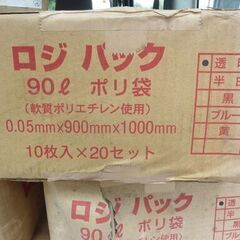 ロジ パック
90ℓ ポリ袋
(軟質ポリエチレン使用)
0.05mm×900mm×1000mm
10枚入×20セット
■透
□半
□黒
□ブルー
□黄
ロジ パック
90ℓ ポリ袋